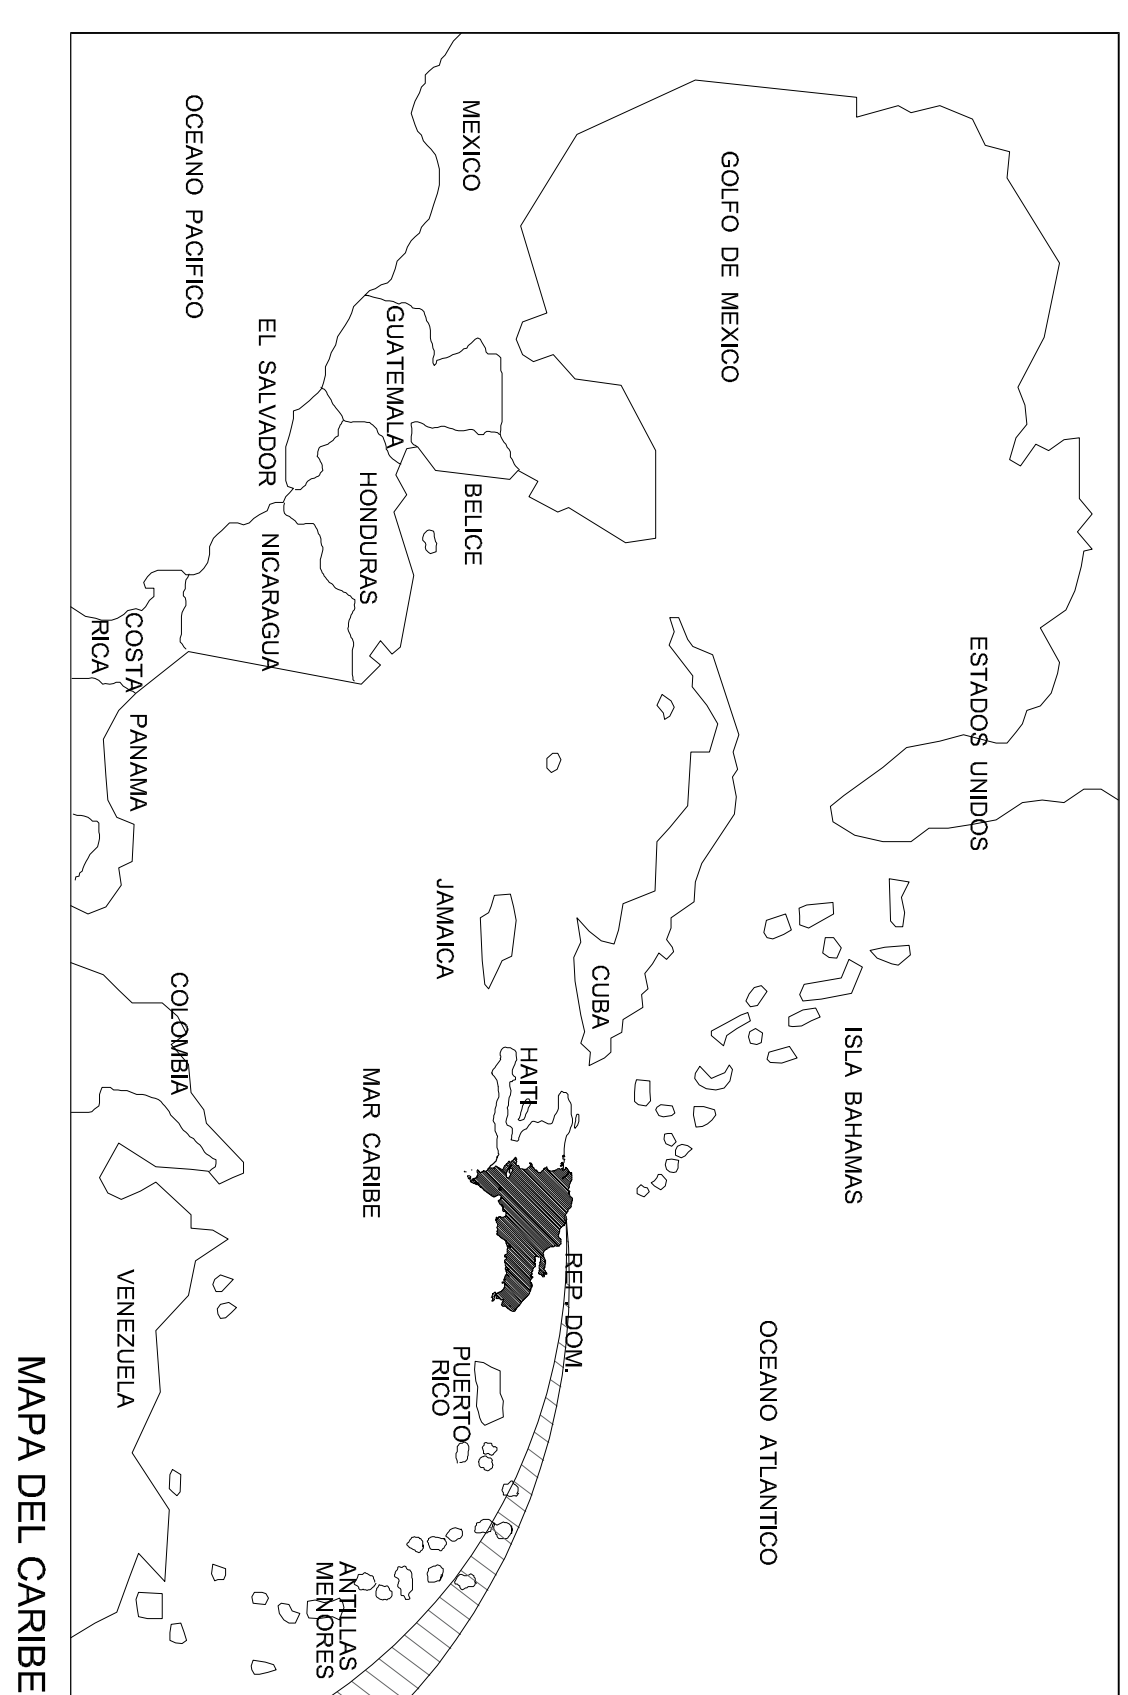 ESTADOS UNIDOS
GOLFO DE MEXICO
ISLA BAHAMAS
OCEANO ATLANTICO
MEXICO
CUBA
REP. DOM.
HAITI
BELICE
JAMAICA
PUERTO
RICO
GUATEMALA
HONDURAS
MAR CARIBE
ANTILLAS
MENORES
EL SALVADOR
NICARAGUA
OCEANO PACIFICO
COSTA
RICA
PANAMA
COLOMBIA
VENEZUELA
MAPA DEL CARIBE